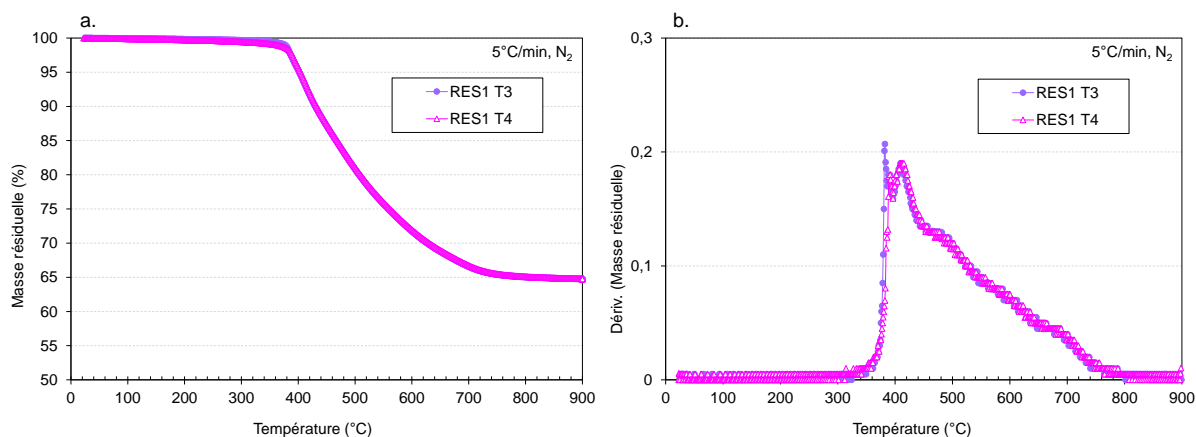 a.
5°C/min, N2
RES1 T3
RES1 T4
Masse résiduelle (%)
100
95
90
85
80
75
70
65
60
55
50
0 100 200 300 400 500 600 700 800 900
Température (°C)
b.
5°C/min, N2
RES1 T3
RES1 T4
Dériv. (Masse résiduelle)
0,3
0,2
0,1
0
0 100 200 300 400 500 600 700 800 900
Température (°C)